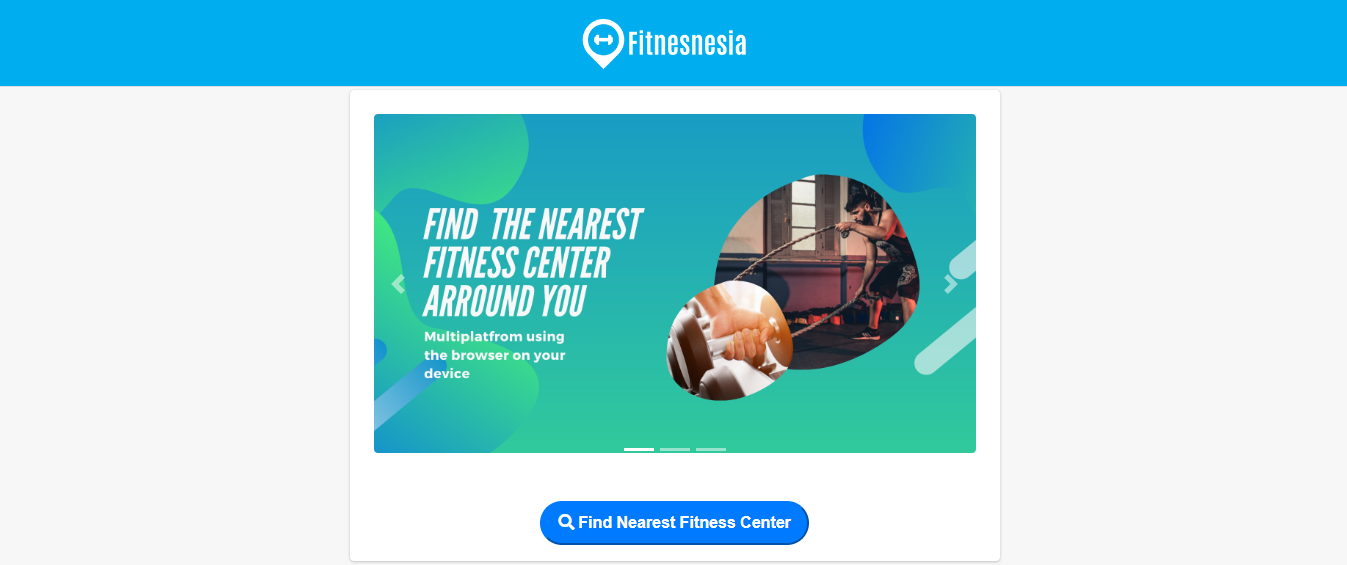 Fitnesnesia
FIND THE NEAREST
FITNESS CENTER
ARROUND YOU
Multiplatfrom using
the browser on your
device
Find Nearest Fitness Center